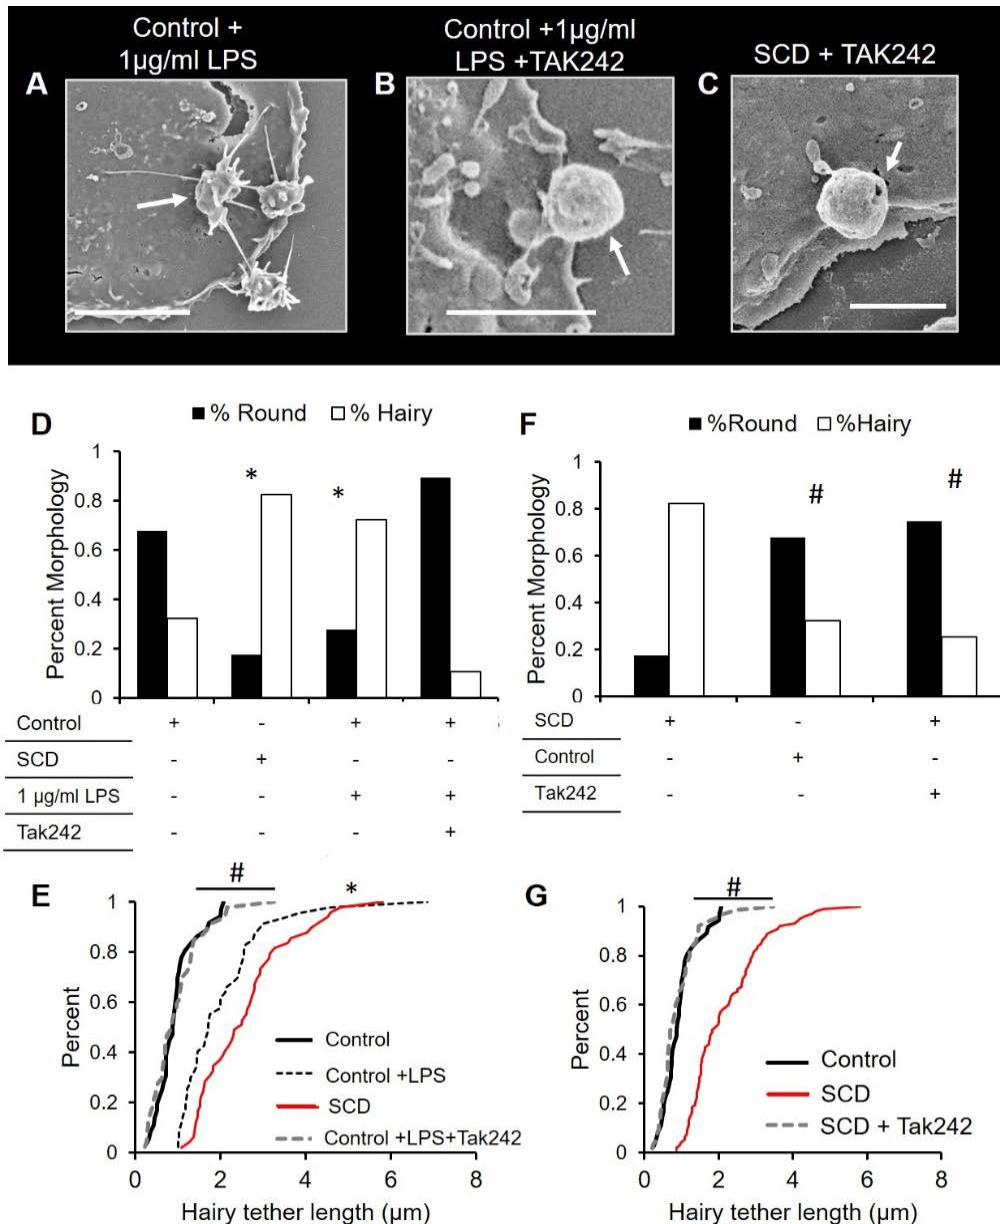 Control +
1µg/ml LPS
Control +1µg/ml
LPS +TAK242
SCD + TAK242
A
B
C
D
% Round
% Hairy
Percent Morphology
1
0.8
0.6
0.4
0.2
0
*
*
Control + - + +
SCD - + - -
1 µg/ml LPS - - + +
Tak242 - - - +
F
%Round
%Hairy
Percent Morphology
1
0.8
0.6
0.4
0.2
0
#
#
SCD + - +
Control - + -
Tak242 - - +
E
#
*
Percent
1
0.8
0.6
0.4
0.2
0
Control
Control +LPS
SCD
Control +LPS+Tak242
0 2 4 6 8
Hairy tether length (µm)
G
#
Percent
1
0.8
0.6
0.4
0.2
0
Control
SCD
SCD + Tak242
0 2 4 6 8
Hairy tether length (µm)